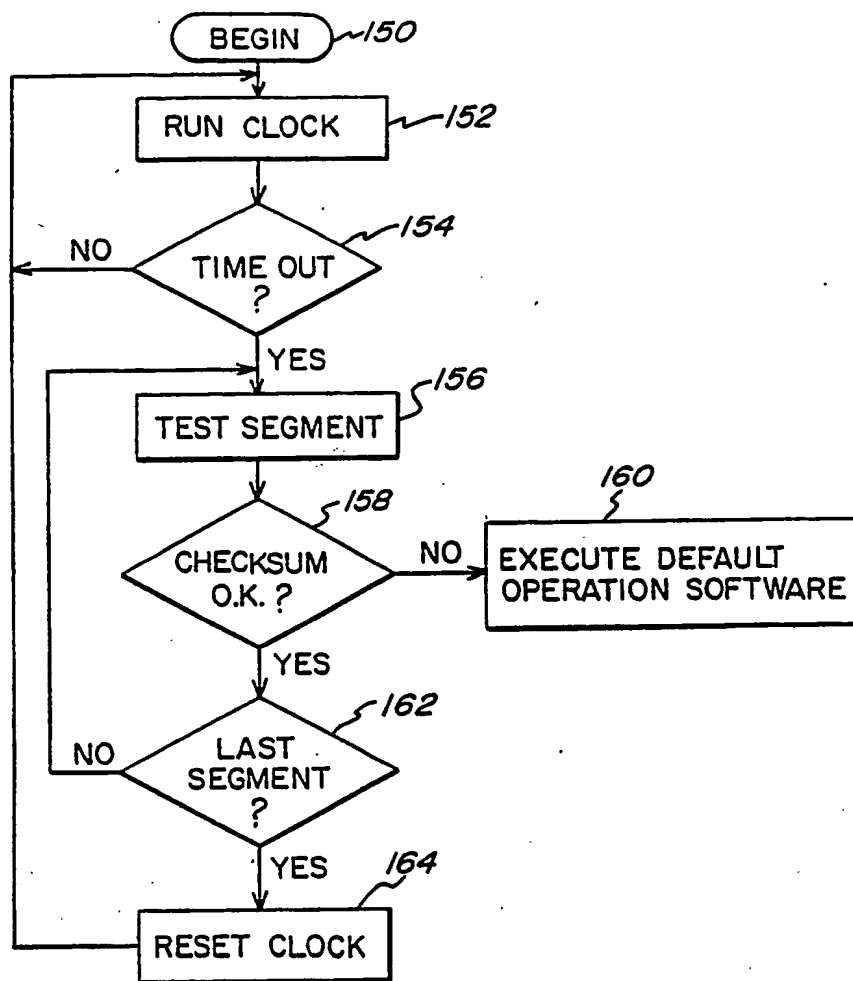 BEGIN
150
RUN CLOCK
152
154
NO
TIME OUT
?
YES
156
TEST SEGMENT
158
160
CHECKSUM
O.K. ?
NO
EXECUTE DEFAULT
OPERATION SOFTWARE
YES
162
NO
LAST
SEGMENT
?
YES
164
RESET CLOCK